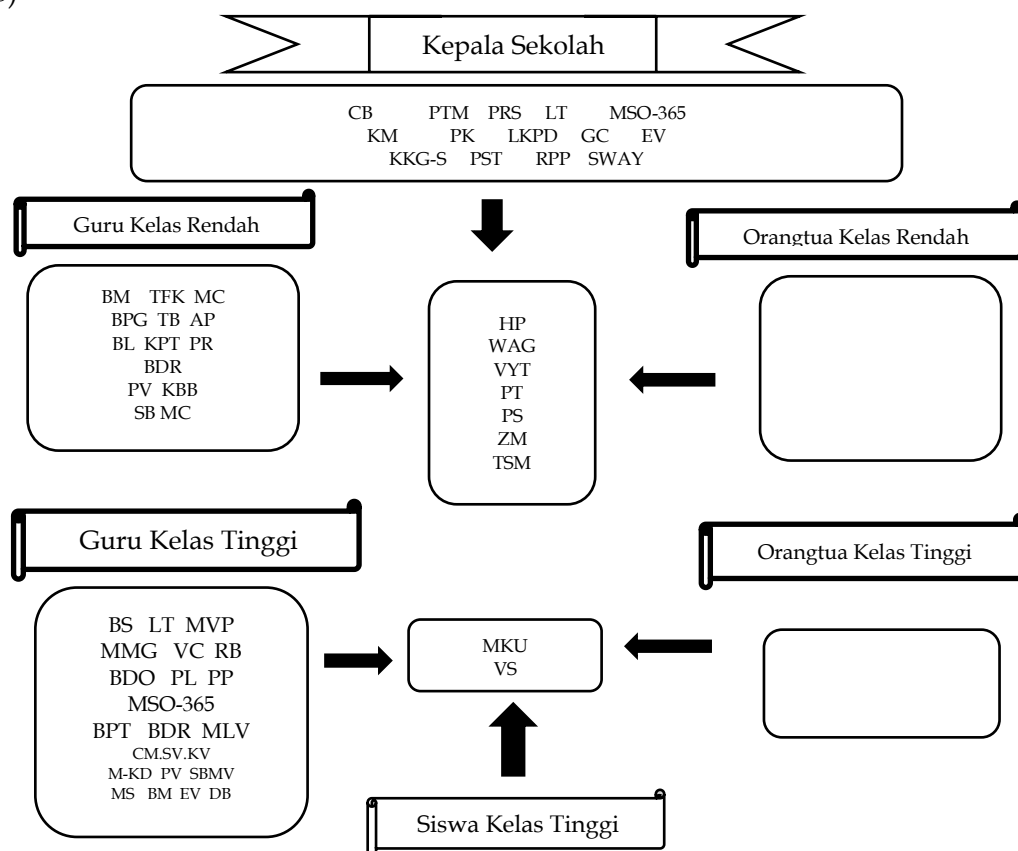 Kepala Sekolah
CB PTM PRS LT MSO-365
KM PK LKPD GC EV
KKG-S PST RPP SWAY
Guru Kelas Rendah
BM TFK MC
BPG TB AP
BL KPT PR
BDR
PV KBB
SB MC
HP
WAG
VYT
PT
PS
ZM
TSM
Orangtua Kelas Rendah
Guru Kelas Tinggi
BS LT MVP
MMG VC RB
BDO PL PP
MSO-365
BPT BDR MLV
CM.SV.KV
M-KD PV SBMV
MS BM EV DB
MKU
VS
Orangtua Kelas Tinggi
Siswa Kelas Tinggi